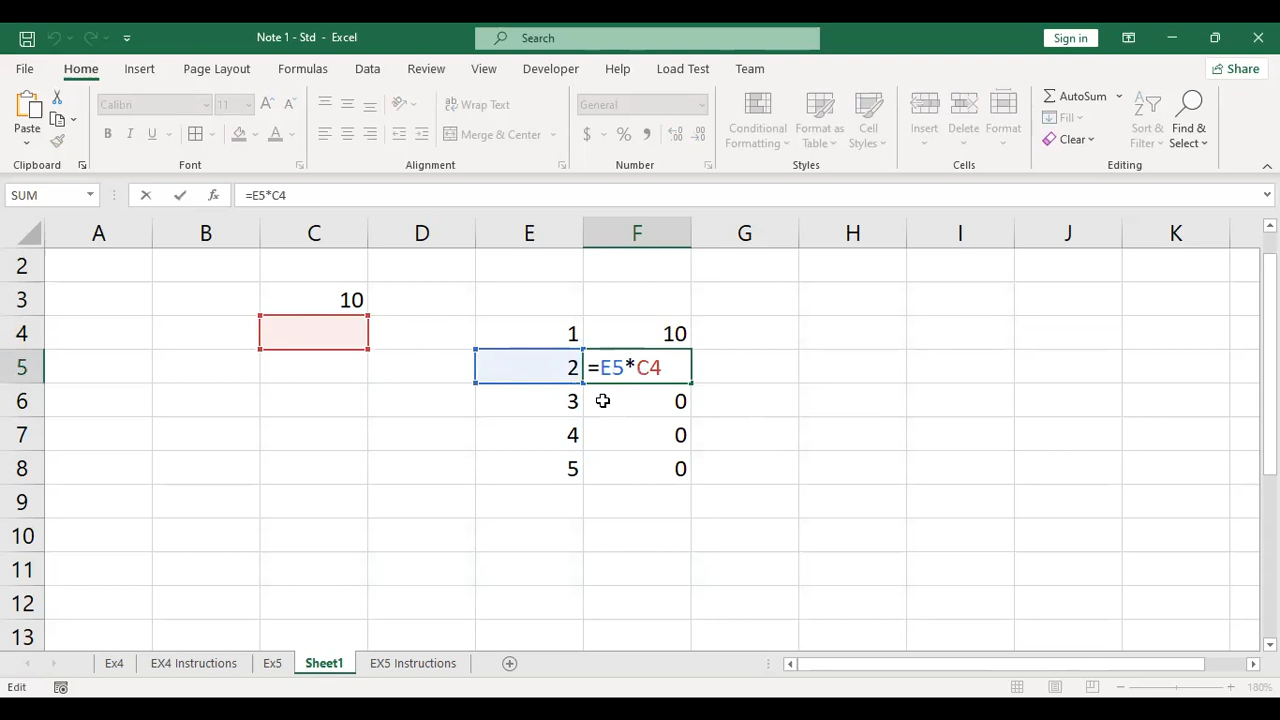 Note 1 - Std - Excel
Search
Sign in
File Home Insert Page Layout Formulas Data Review View Developer Help Load Test Team Share
Paste
Calibri 11 A A
B I U A
Wrap Text
Merge & Center
General
$ % ,
Conditional Formatting
Format as Table
Cell Styles
Insert Delete Format
AutoSum
Fill
Clear
Sort & Filter
Find & Select
Clipboard Font Alignment Number Styles Cells Editing
SUM fx =E5*C4
A B C D E F G H I J K
2
3 10
4 1 10
5 2 =E5*C4
6 3 0
7 4 0
8 5 0
9
10
11
12
13
Ex4 EX4 Instructions Ex5 Sheet1 EX5 Instructions
Edit 180%